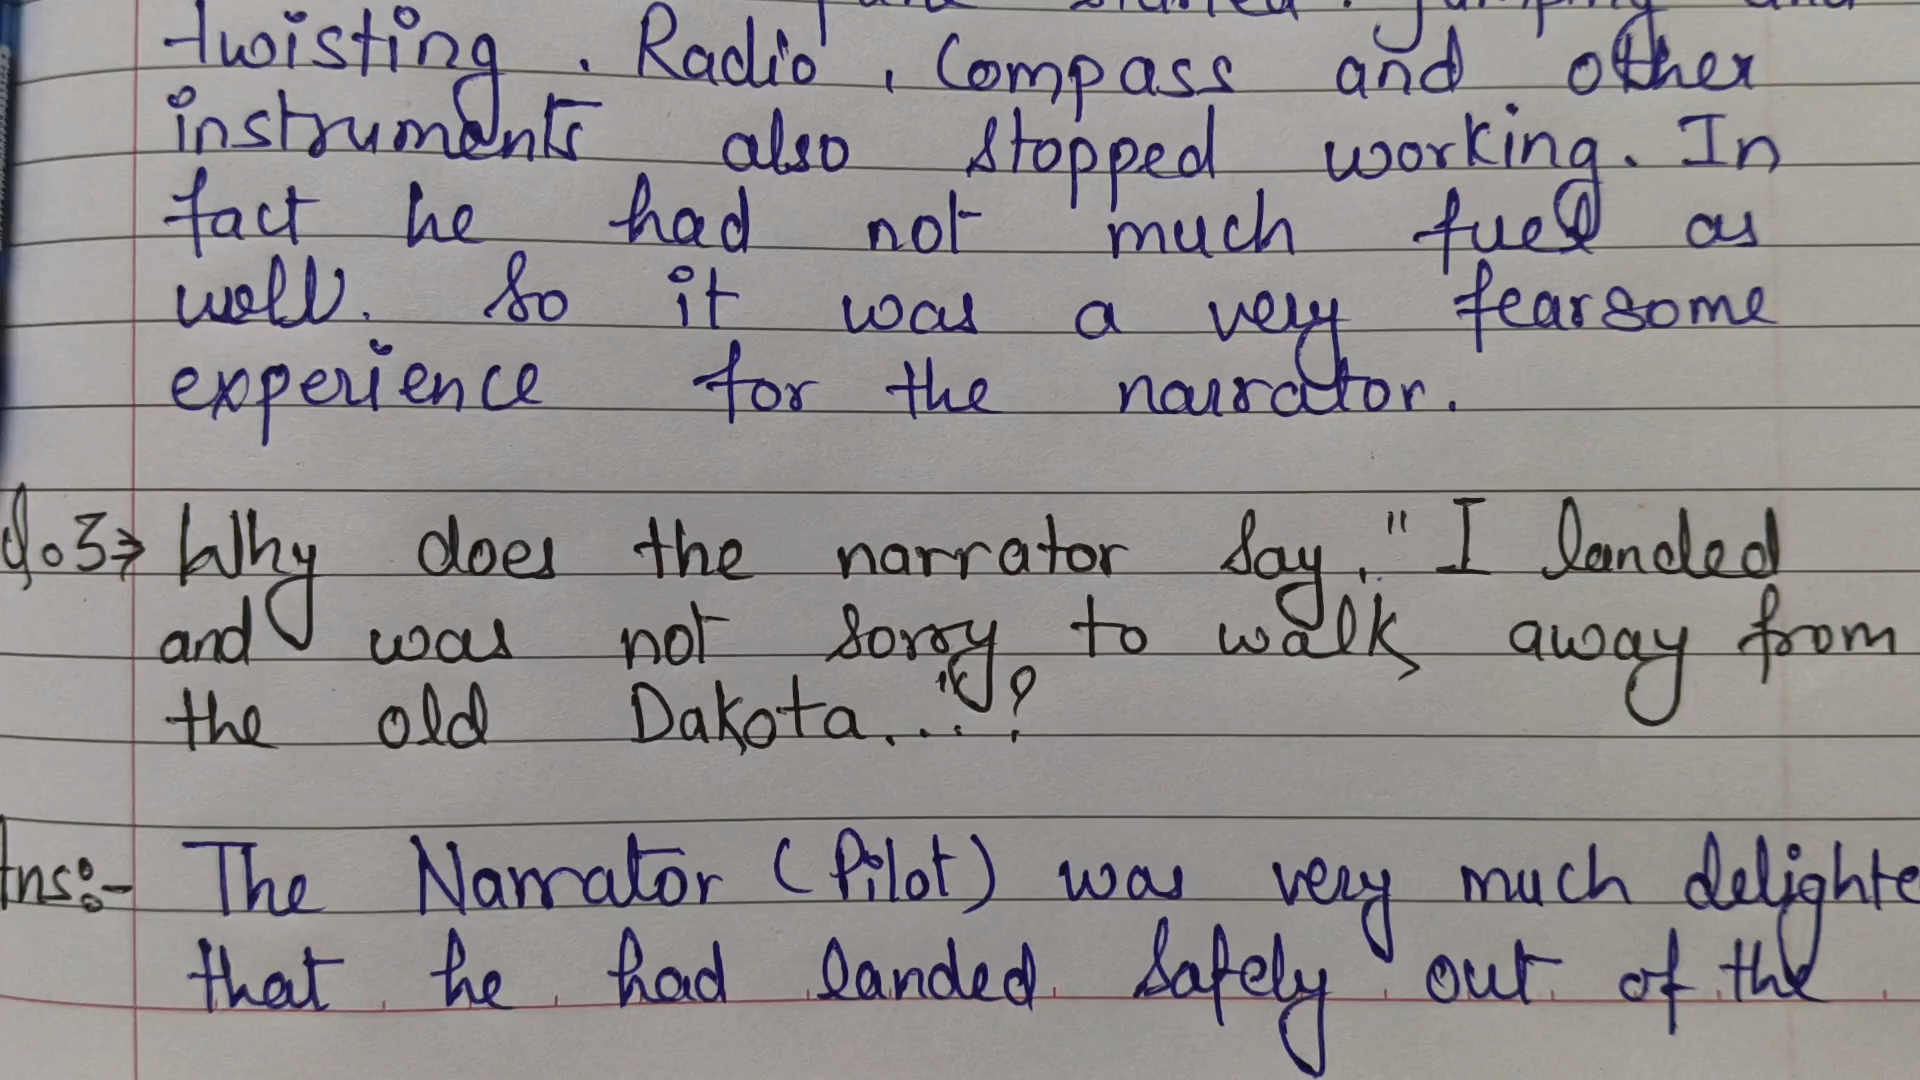 started. jumping and
twisting. Radio, Compass and other
instruments also stopped working. In
fact he had not much fuel as
well. So it was a very fearsome
experience for the narrator.
Q.3⇒ Why does the narrator say, "I landed
and was not sorry to walk away from
the old Dakota..."?
Ans:- The Narrator (Pilot) was very much delighte
that he had landed safely out of the